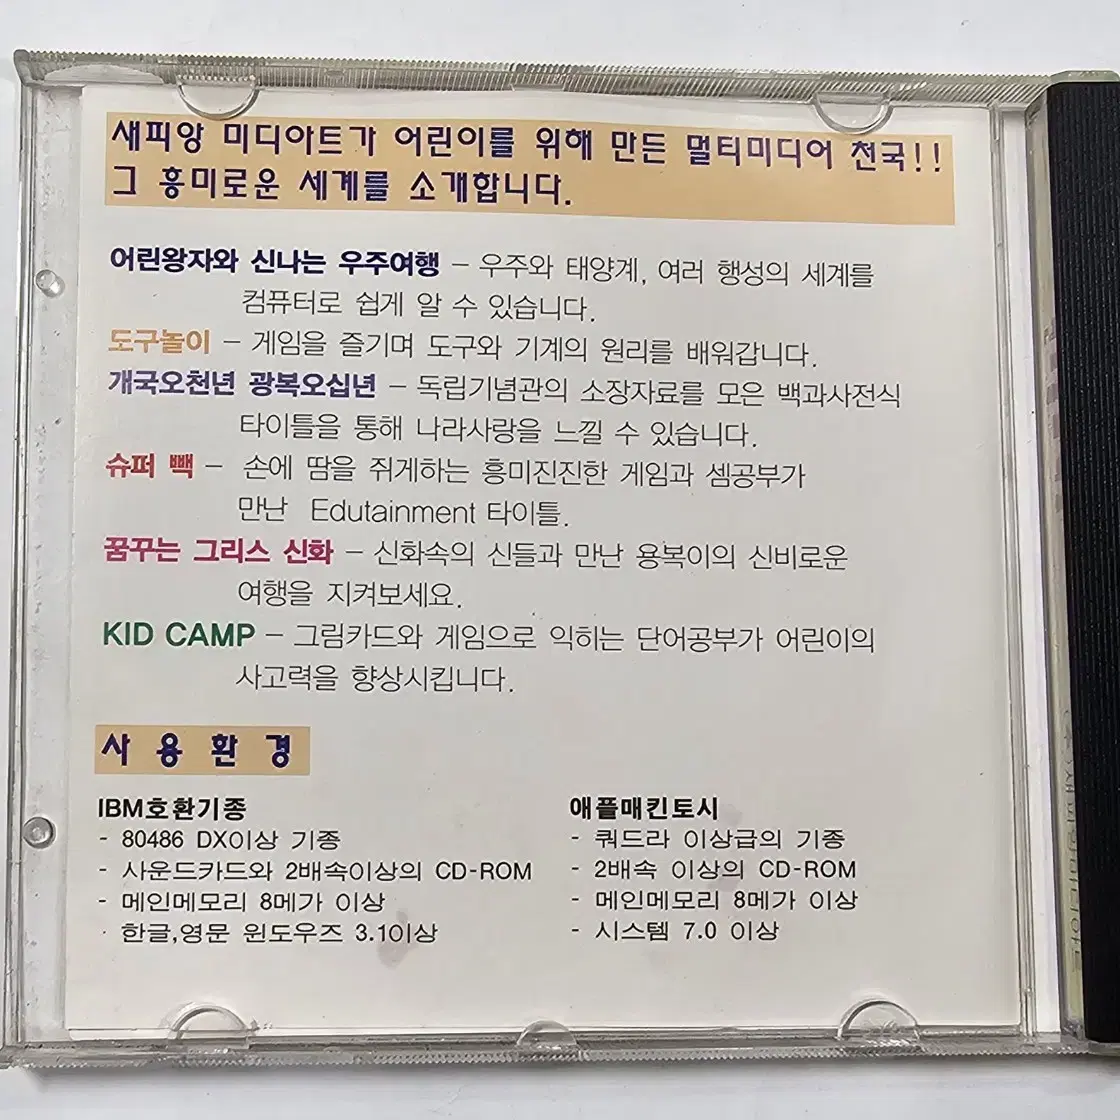 새피앙 미디아트가 어린이를 위해 만든 멀티미디어 천국!!
그 흥미로운 세계를 소개합니다.
어린왕자와 신나는 우주여행 - 우주와 태양계, 여러 행성의 세계를
컴퓨터로 쉽게 알 수 있습니다.
도구놀이 - 게임을 즐기며 도구와 기계의 원리를 배워갑니다.
개국오천년 광복오십년 - 독립기념관의 소장자료를 모은 백과사전식
타이틀을 통해 나라사랑을 느낄 수 있습니다.
슈퍼 빽 - 손에 땀을 쥐게하는 흥미진진한 게임과 셈공부가
만난 Edutainment 타이틀.
꿈꾸는 그리스 신화 - 신화속의 신들과 만난 용복이의 신비로운
여행을 지켜보세요.
KID CAMP - 그림카드와 게임으로 익히는 단어공부가 어린이의
사고력을 향상시킵니다.
사 용 환 경
IBM호환기종
- 80486 DX이상 기종
- 사운드카드와 2배속이상의 CD-ROM
- 메인메모리 8메가 이상
· 한글,영문 윈도우즈 3.1이상
애플매킨토시
- 쿼드라 이상급의 기종
- 2배속 이상의 CD-ROM
- 메인메모리 8메가 이상
- 시스템 7.0 이상